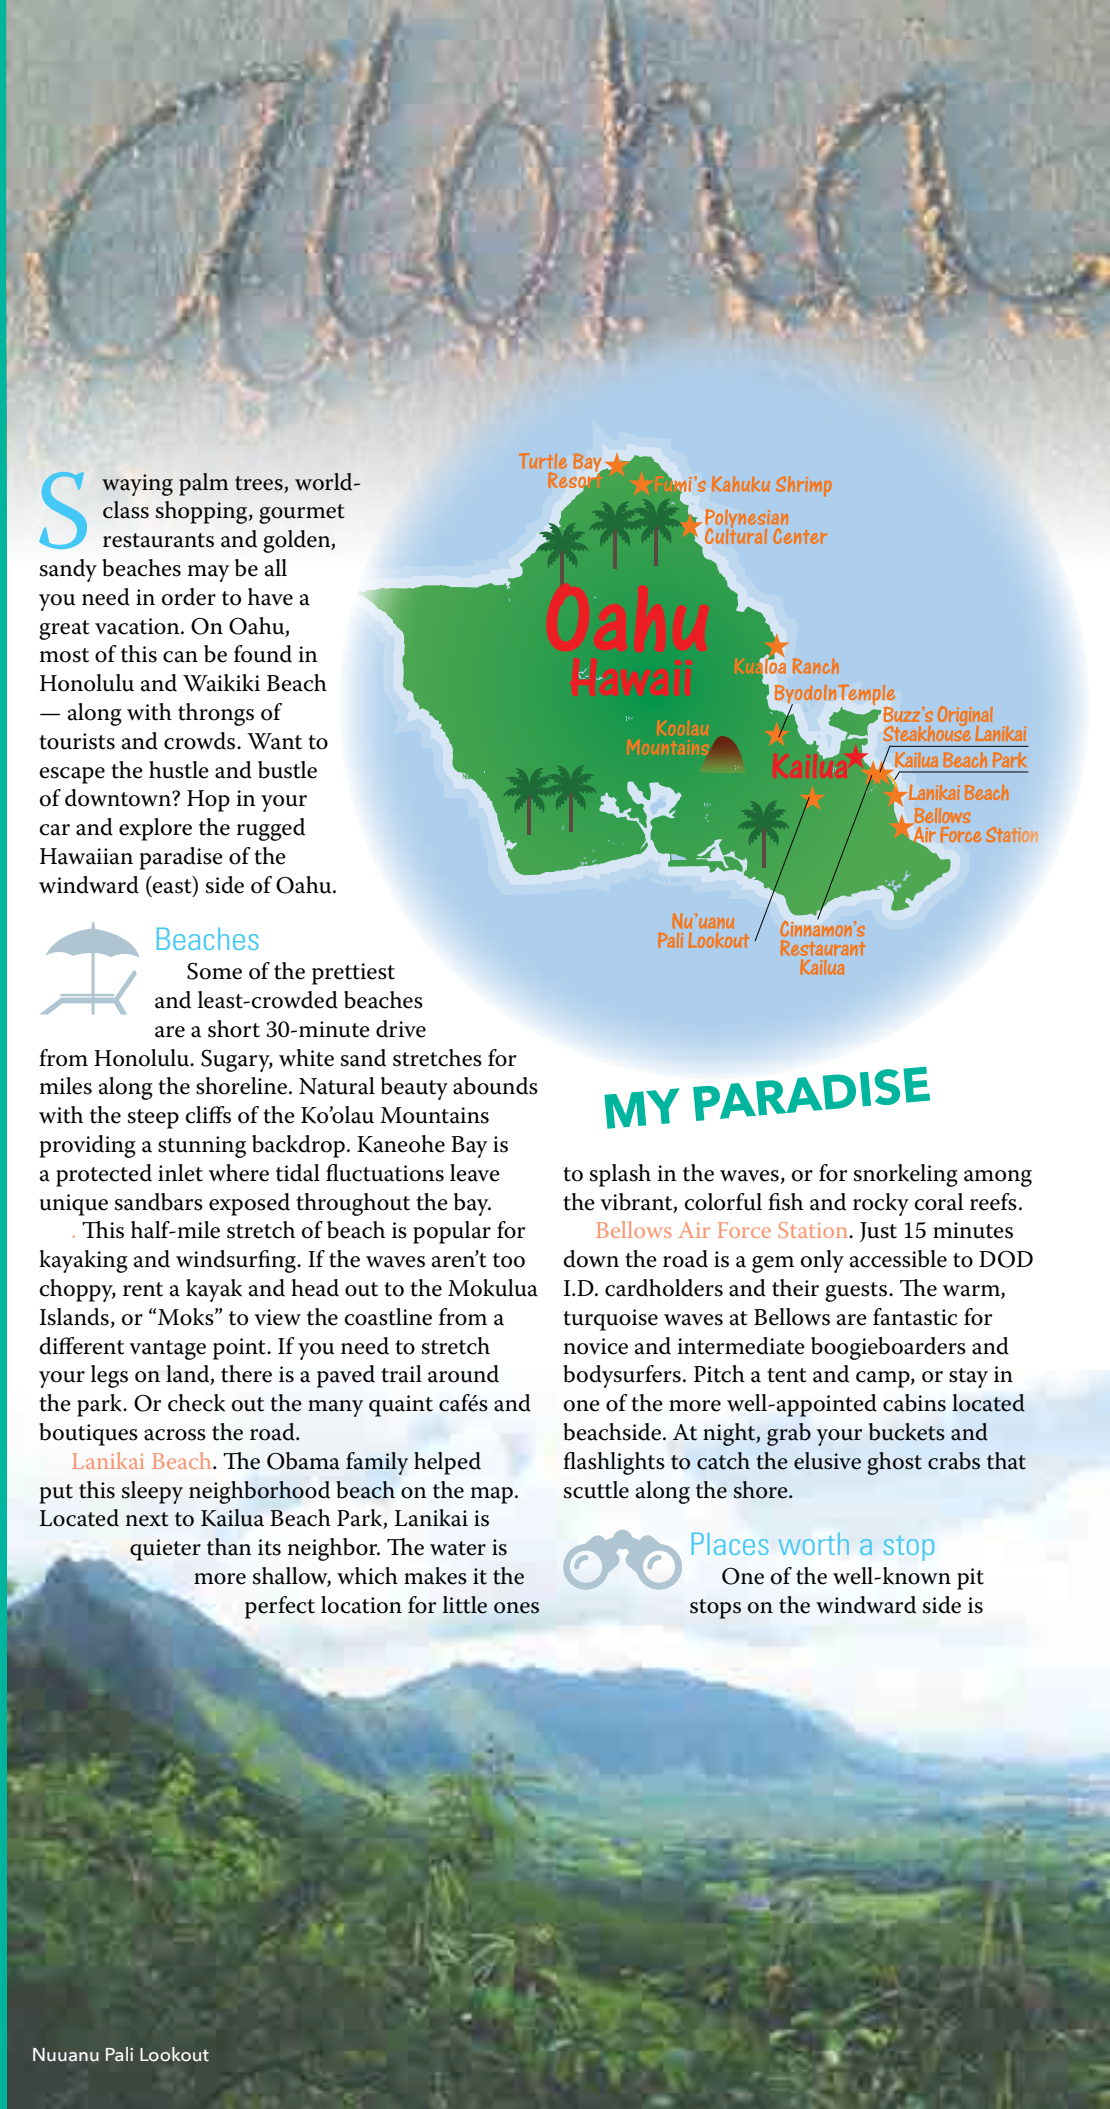 aloha
Swaying palm trees, world-
class shopping, gourmet
restaurants and golden,
sandy beaches may be all
you need in order to have a
great vacation. On Oahu,
most of this can be found in
Honolulu and Waikiki Beach
— along with throngs of
tourists and crowds. Want to
escape the hustle and bustle
of downtown? Hop in your
car and explore the rugged
Hawaiian paradise of the
windward (east) side of Oahu.
Turtle Bay
Resort
Fumi's Kahuku Shrimp
Polynesian
Cultural Center
Oahu
Hawaii
Kualoa Ranch
ByodoInTemple
Koolau
Mountains
Buzz's Original
Steakhouse Lanikai
Kailua
Kailua Beach Park
Lanikai Beach
Bellows
Air Force Station
Nu'uanu
Pali Lookout
Cinnamon's
Restaurant
Kailua
Beaches
Some of the prettiest
and least-crowded beaches
are a short 30-minute drive
from Honolulu. Sugary, white sand stretches for
miles along the shoreline. Natural beauty abounds
with the steep cliffs of the Ko’olau Mountains
providing a stunning backdrop. Kaneohe Bay is
a protected inlet where tidal fluctuations leave
unique sandbars exposed throughout the bay.
. This half-mile stretch of beach is popular for
kayaking and windsurfing. If the waves aren’t too
choppy, rent a kayak and head out to the Mokulua
Islands, or “Moks” to view the coastline from a
different vantage point. If you need to stretch
your legs on land, there is a paved trail around
the park. Or check out the many quaint cafés and
boutiques across the road.
Lanikai Beach. The Obama family helped
put this sleepy neighborhood beach on the map.
Located next to Kailua Beach Park, Lanikai is
quieter than its neighbor. The water is
more shallow, which makes it the
perfect location for little ones
MY PARADISE
to splash in the waves, or for snorkeling among
the vibrant, colorful fish and rocky coral reefs.
Bellows Air Force Station. Just 15 minutes
down the road is a gem only accessible to DOD
I.D. cardholders and their guests. The warm,
turquoise waves at Bellows are fantastic for
novice and intermediate boogieboarders and
bodysurfers. Pitch a tent and camp, or stay in
one of the more well-appointed cabins located
beachside. At night, grab your buckets and
flashlights to catch the elusive ghost crabs that
scuttle along the shore.
Places worth a stop
One of the well-known pit
stops on the windward side is
Nuuanu Pali Lookout